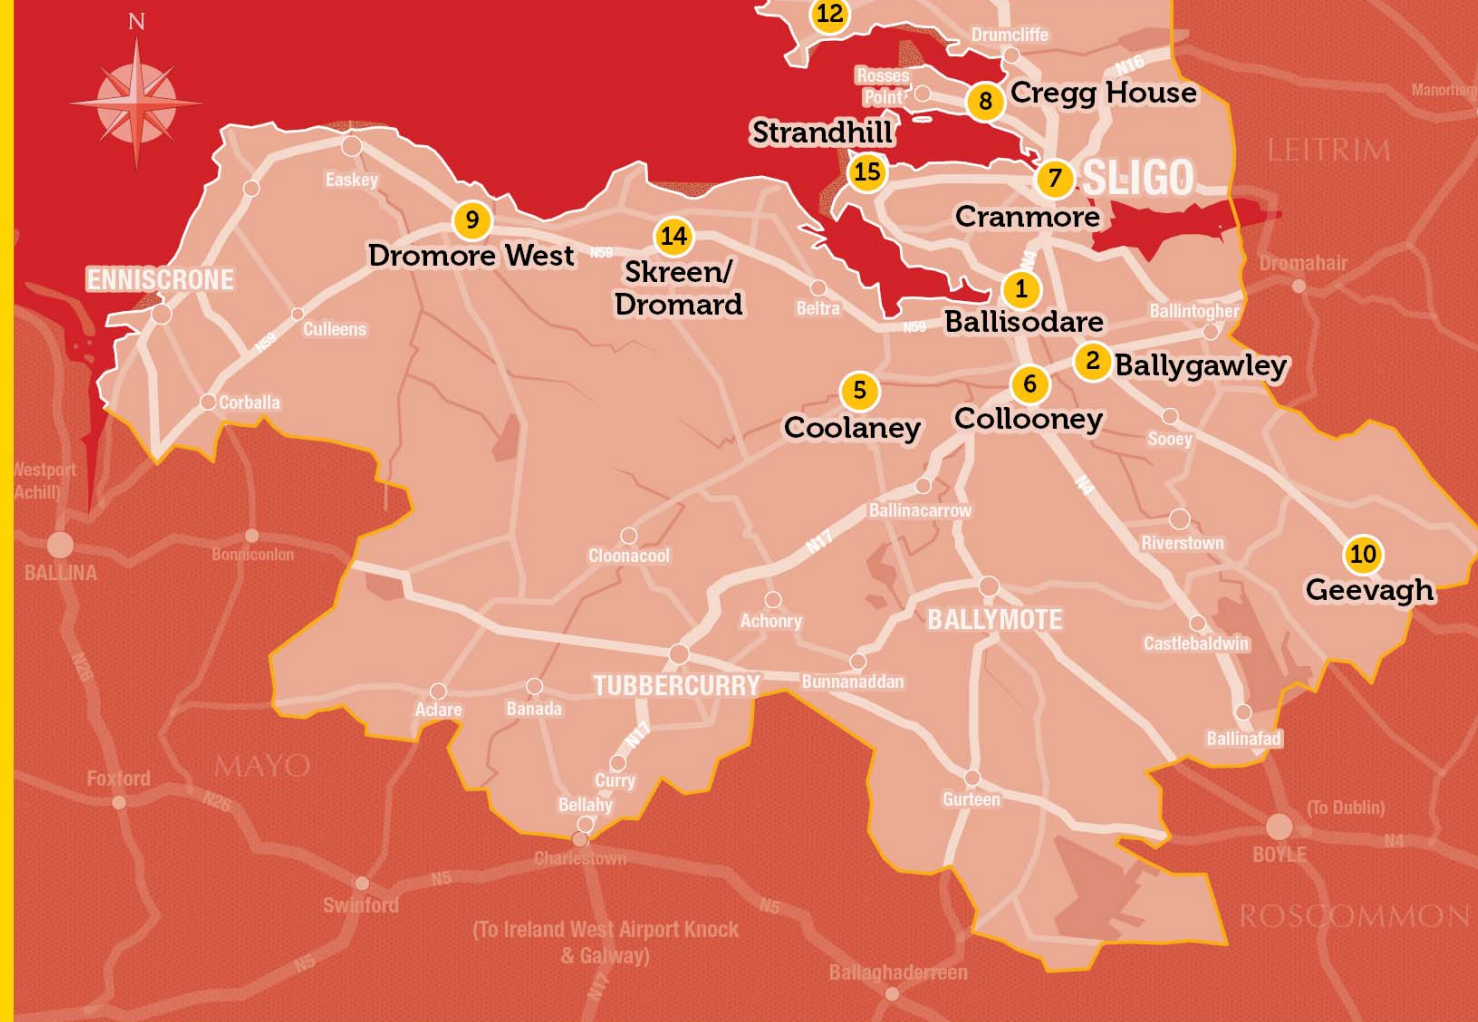 N
12
Drumcliffe
N16
Rosses
Point
8
Cregg House
Manorham
LEITRIM
Strandhill
15
7
SLIGO
Cranmore
Easkey
9
Dromore West
N59
14
Skreen/
Dromard
N4
Dromahair
ENNISCRONE
1
Ballisodare
Beltra
N59
Ballintogher
Culleens
N59
2
Ballygawley
5
Coolaney
6
Collooney
Corballa
Sooey
Westport
Achill)
N4
Ballinacarrow
N17
Riverstown
10
Geevagh
Bonniconlon
BALLINA
Cloonacool
Achonry
BALLYMOTE
Castlebaldwin
N26
TUBBERCURRY
Bunnanaddan
Aclare
Banada
N17
Ballinafad
MAYO
Foxford
N26
Curry
Bellahy
Gurteen
(To Dublin)
N4
BOYLE
Charlestown
N5
Swinford
N5
ROSCOMMON
(To Ireland West Airport Knock
& Galway)
N5
N17
Ballaghaderreen